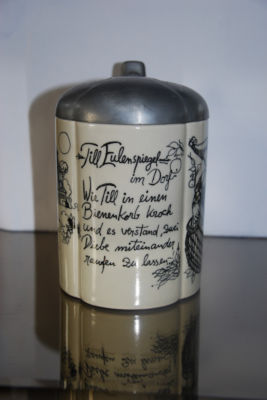 Till Eulenspiegel
im Dorf
Wie Till in einen
Bienenkorb kroch
und es verstand, zwei
Diebe miteinander
raufen zu lassen